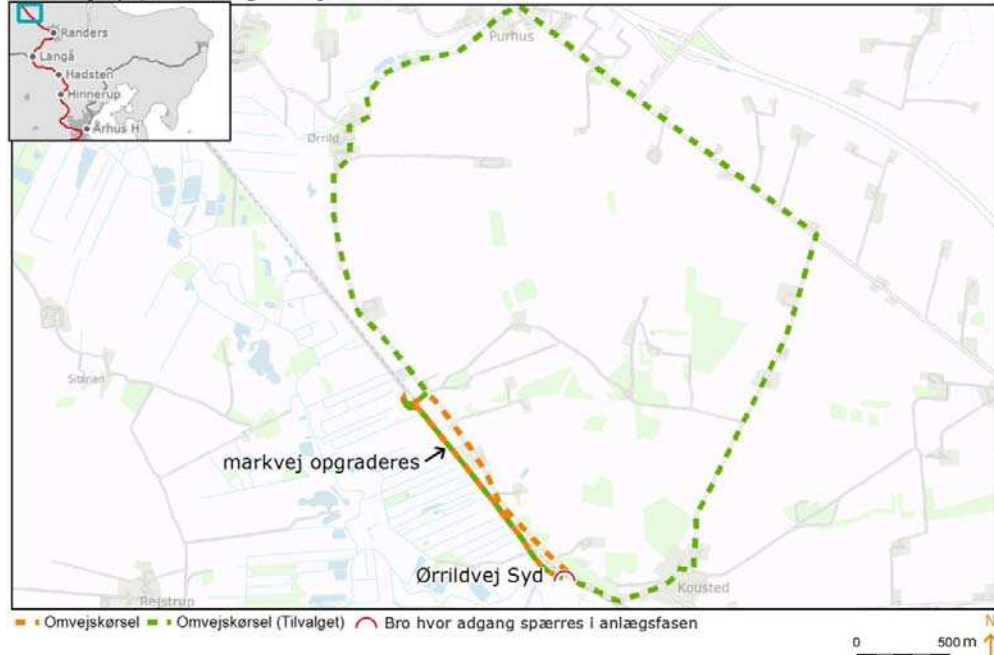 Randers
Langå
Hadsten
Hinnerup
Århus H
Purhus
Ørrild
markvej opgraderes
Ørrildvej Syd
Kousted
Rejstrup
Omvejskørsel
Omvejskørsel (Tilvalget)
Bro hvor adgang spærres i anlægsfasen
N
0 500 m